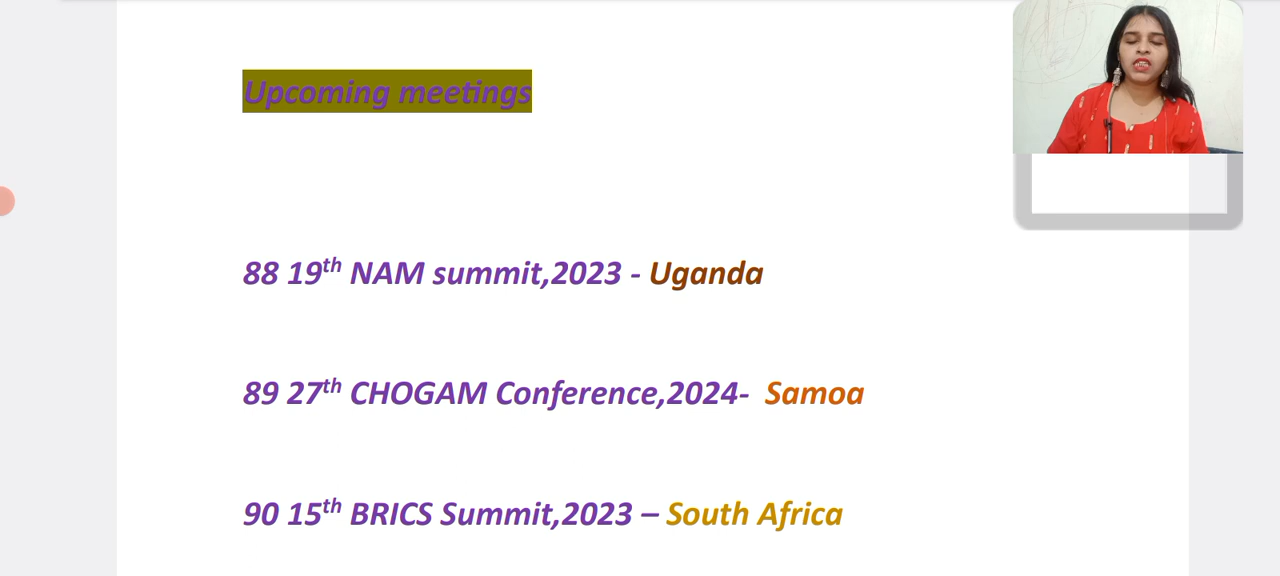 Upcoming meetings
88 19th NAM summit,2023 - Uganda
89 27th CHOGAM Conference,2024- Samoa
90 15th BRICS Summit,2023 – South Africa